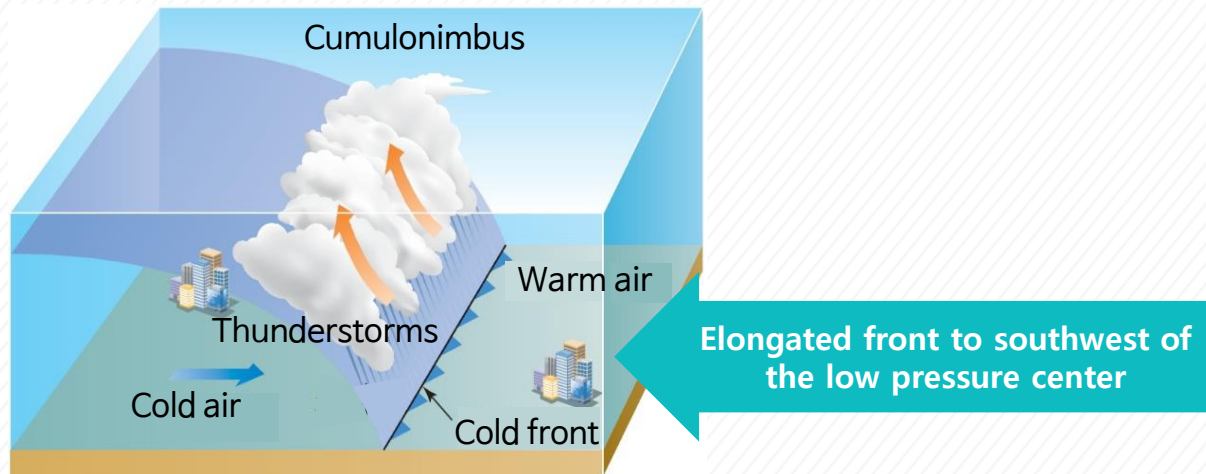 Cumulonimbus
Warm air
Thunderstorms
Cold air
Cold front
Elongated front to southwest of
the low pressure center